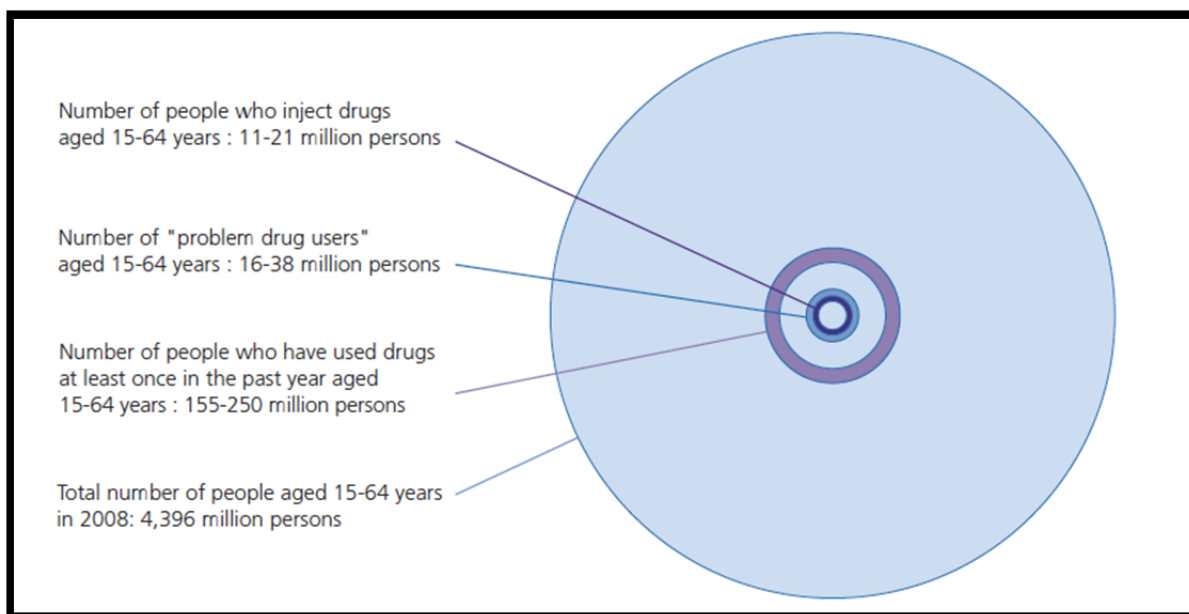 Number of people who inject drugs
aged 15-64 years : 11-21 million persons
Number of "problem drug users"
aged 15-64 years : 16-38 million persons
Number of people who have used drugs
at least once in the past year aged
15-64 years : 155-250 million persons
Total number of people aged 15-64 years
in 2008: 4,396 million persons